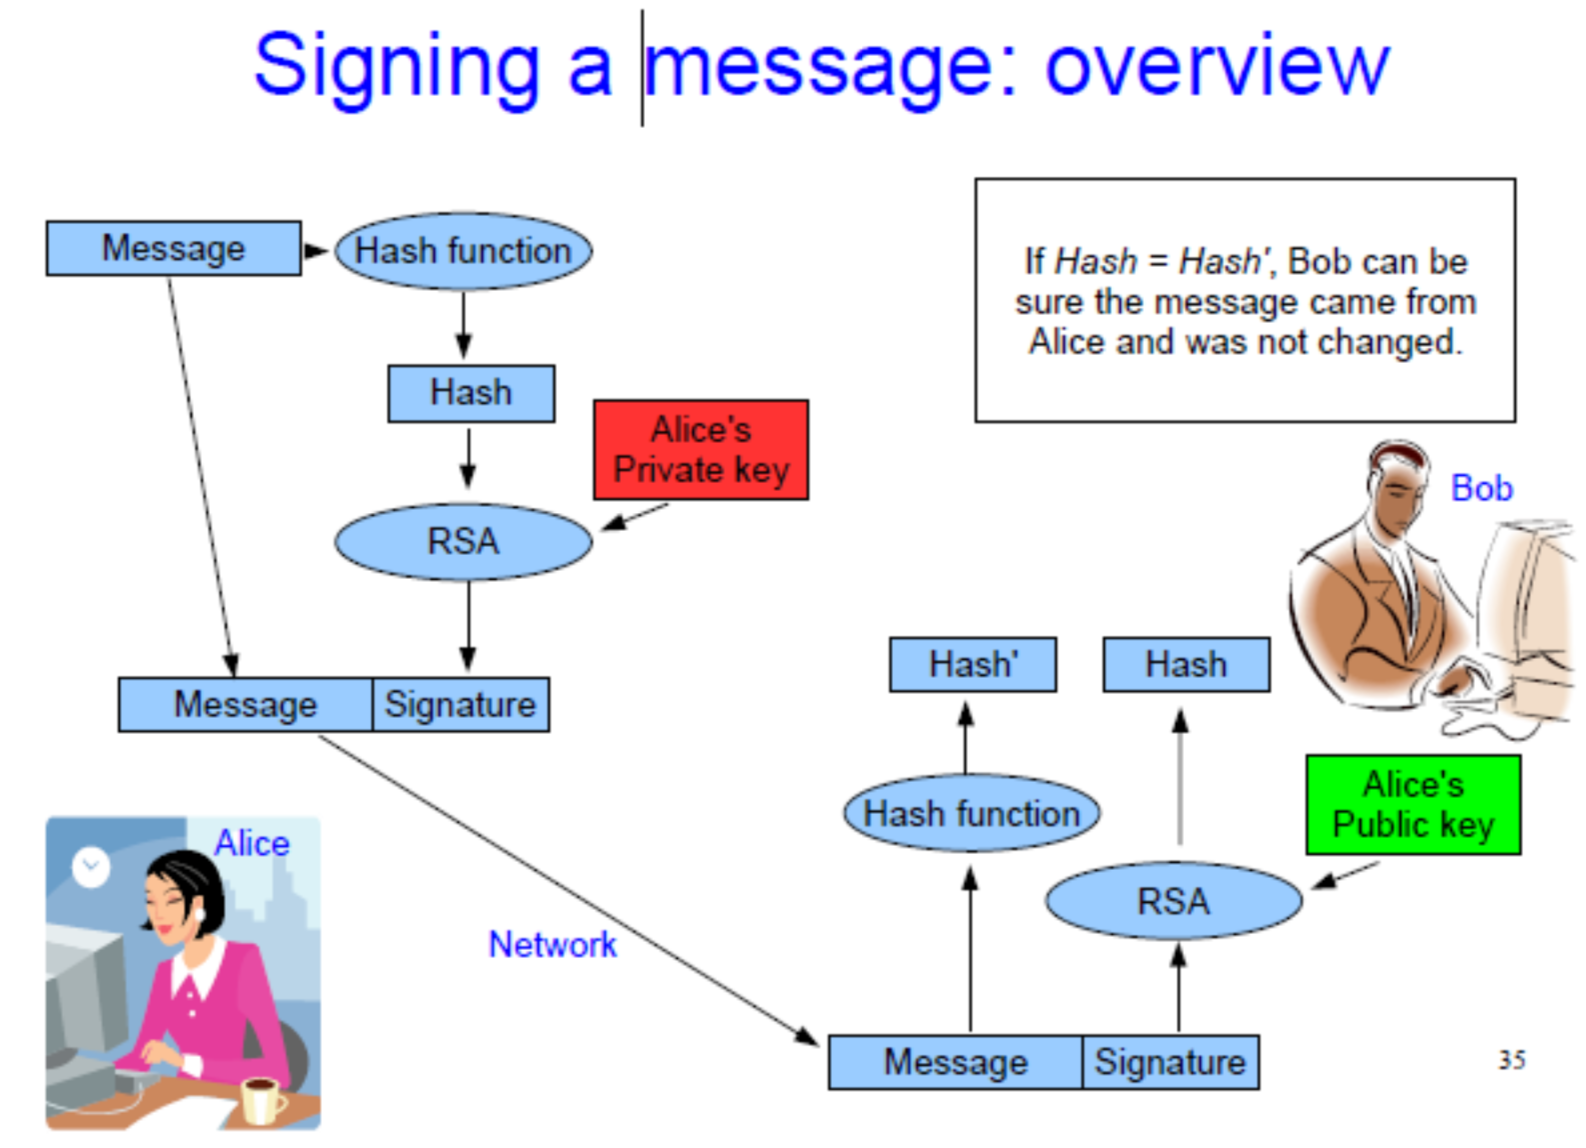 Signing a message: overview
Message
Hash function
If Hash = Hash', Bob can be
sure the message came from
Alice and was not changed.
Hash
Alice's
Private key
RSA
Bob
Message
Signature
Hash'
Hash
Alice
Hash function
Alice's
Public key
RSA
Network
Message
Signature
35